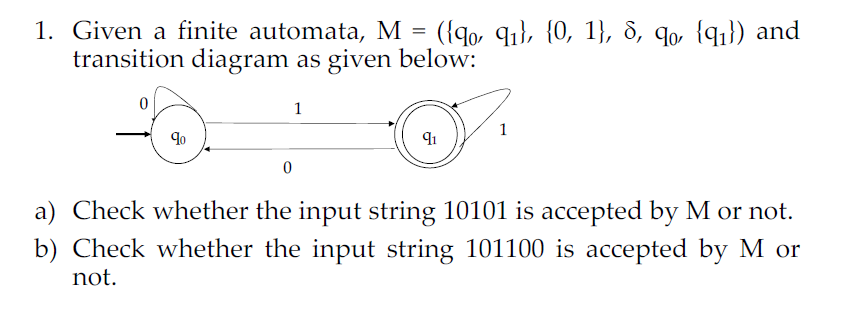 1. Given a finite automata, M = ({q₀, q₁}, {0, 1}, δ, q₀, {q₁}) and
transition diagram as given below:
0
1
q₀
q₁
1
0
a) Check whether the input string 10101 is accepted by M or not.
b) Check whether the input string 101100 is accepted by M or
not.